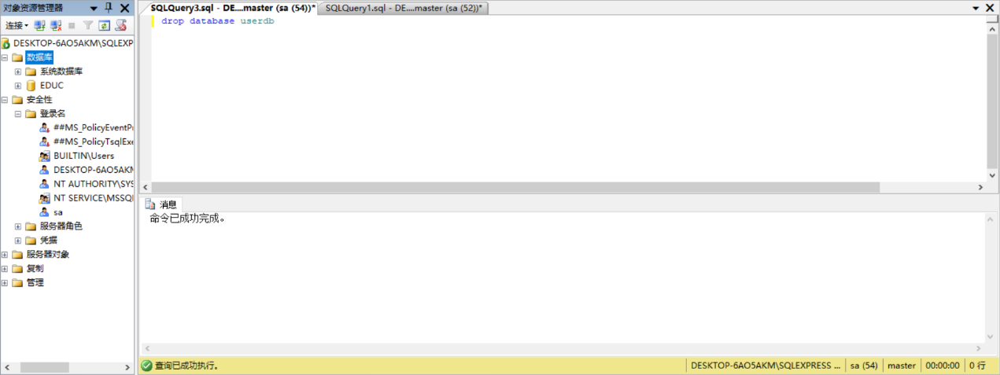 对象资源管理器
连接
DESKTOP-6AO5AKM\SQLEXP
数据库
系统数据库
EDUC
安全性
登录名
##MS_PolicyEventPr
##MS_PolicyTsqlExe
BUILTIN\Users
DESKTOP-6AO5AKM
NT AUTHORITY\SYS
NT SERVICE\MSSQL
sa
服务器角色
凭据
服务器对象
复制
管理
SQLQuery3.sql - DE....master (sa (54))* SQLQuery1.sql - DE....master (sa (52))*
drop database userdb
消息
命令已成功完成。
查询已成功执行。 DESKTOP-6AO5AKM\SQLEXPRESS ... sa (54) master 00:00:00 0 行